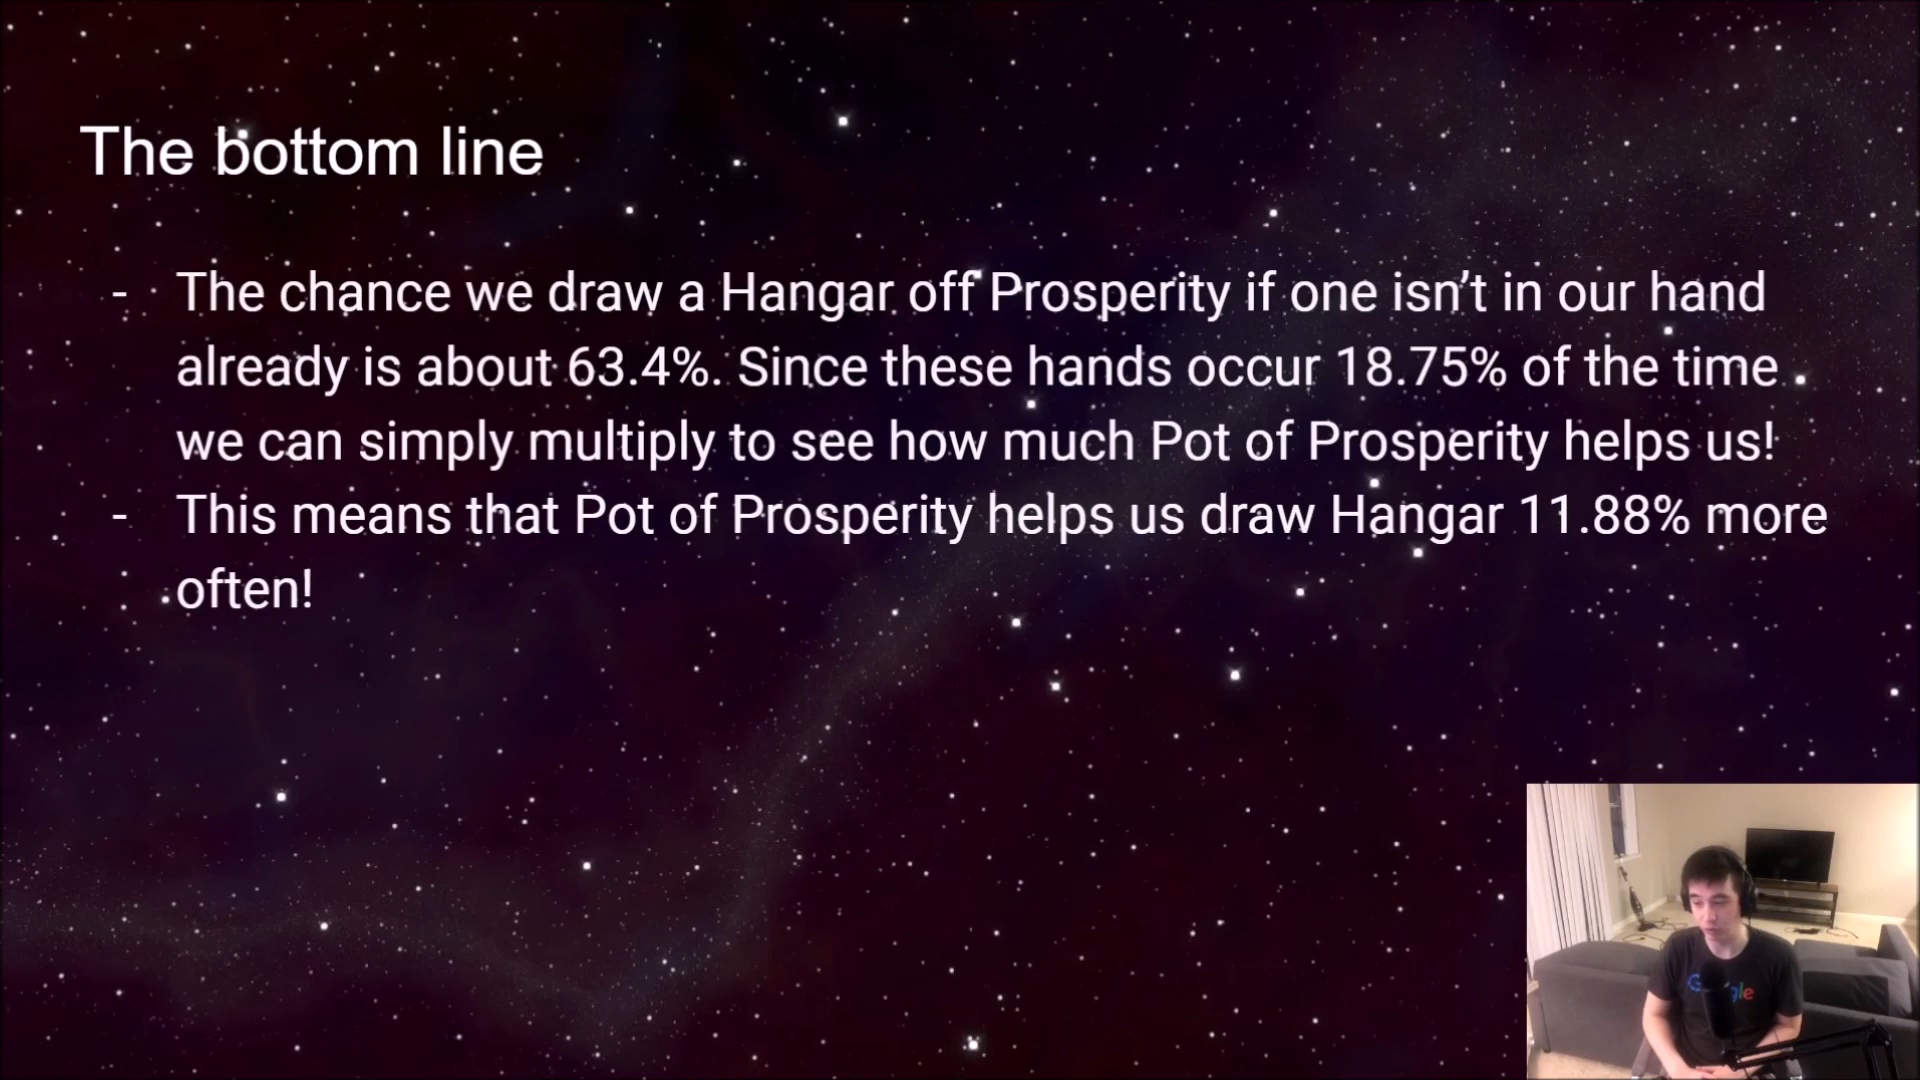 The bottom line
- The chance we draw a Hangar off Prosperity if one isn’t in our hand
already is about 63.4%. Since these hands occur 18.75% of the time
we can simply multiply to see how much Pot of Prosperity helps us!
- This means that Pot of Prosperity helps us draw Hangar 11.88% more
often!
Google